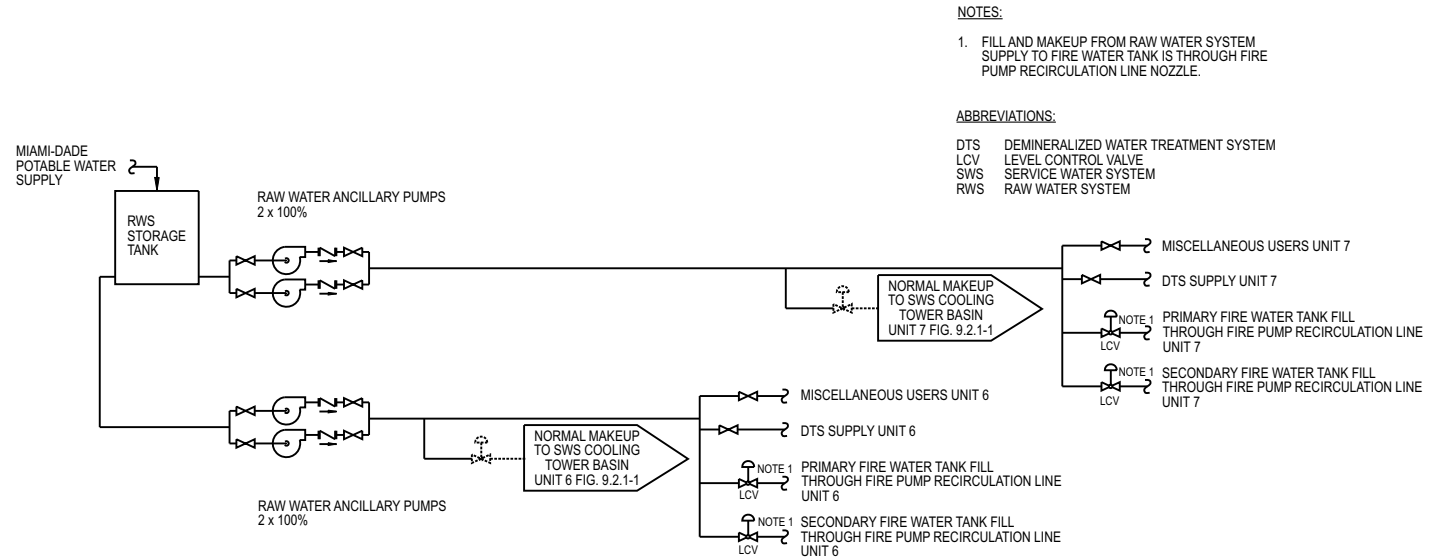 NOTES:
1. FILL AND MAKEUP FROM RAW WATER SYSTEM
SUPPLY TO FIRE WATER TANK IS THROUGH FIRE
PUMP RECIRCULATION LINE NOZZLE.
ABBREVIATIONS:
DTS DEMINERALIZED WATER TREATMENT SYSTEM
LCV LEVEL CONTROL VALVE
SWS SERVICE WATER SYSTEM
RWS RAW WATER SYSTEM
MIAMI-DADE
POTABLE WATER
SUPPLY
RWS
STORAGE
TANK
RAW WATER ANCILLARY PUMPS
2 x 100%
NORMAL MAKEUP
TO SWS COOLING
TOWER BASIN
UNIT 7 FIG. 9.2.1-1
MISCELLANEOUS USERS UNIT 7
DTS SUPPLY UNIT 7
NOTE 1
LCV
PRIMARY FIRE WATER TANK FILL
THROUGH FIRE PUMP RECIRCULATION LINE
UNIT 7
NOTE 1
LCV
SECONDARY FIRE WATER TANK FILL
THROUGH FIRE PUMP RECIRCULATION LINE
UNIT 7
RAW WATER ANCILLARY PUMPS
2 x 100%
NORMAL MAKEUP
TO SWS COOLING
TOWER BASIN
UNIT 6 FIG. 9.2.1-1
MISCELLANEOUS USERS UNIT 6
DTS SUPPLY UNIT 6
NOTE 1
LCV
PRIMARY FIRE WATER TANK FILL
THROUGH FIRE PUMP RECIRCULATION LINE
UNIT 6
NOTE 1
LCV
SECONDARY FIRE WATER TANK FILL
THROUGH FIRE PUMP RECIRCULATION LINE
UNIT 6